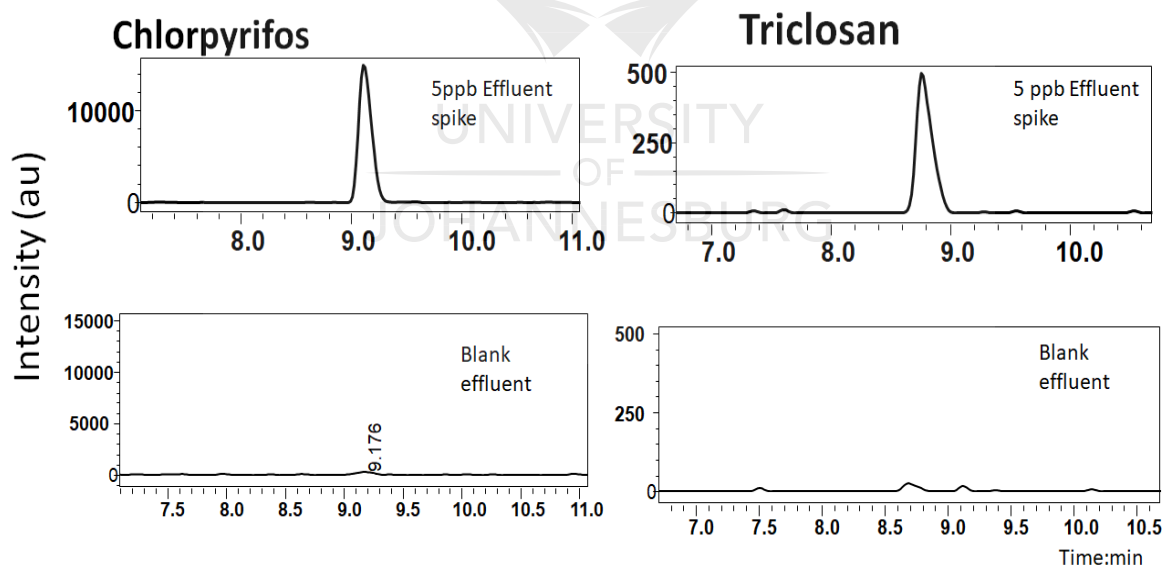 Chlorpyrifos
Triclosan
5ppb Effluent
spike
5 ppb Effluent
spike
10000
0
500
250
0
UNIVERSITY
OF
JOHANNESBURG
8.0 9.0 10.0 11.0
7.0 8.0 9.0 10.0
Intensity (au)
15000
10000
5000
0
Blank
effluent
9.176
7.5 8.0 8.5 9.0 9.5 10.0 10.5 11.0
500
250
0
Blank
effluent
7.0 7.5 8.0 8.5 9.0 9.5 10.0 10.5
Time:min